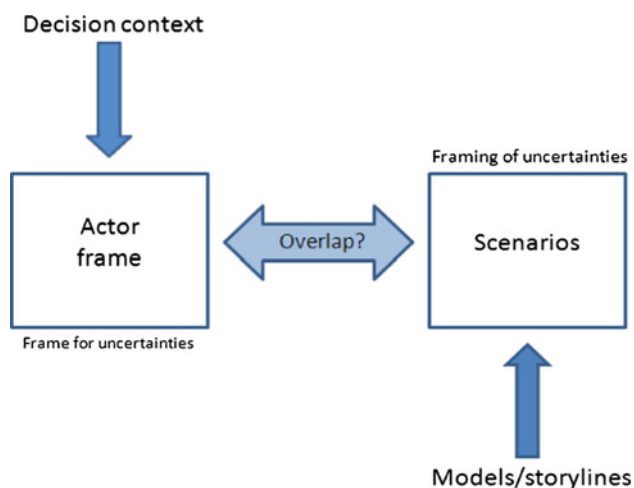 Decision context
Framing of uncertainties
Actor
frame
Overlap?
Scenarios
Frame for uncertainties
Models/storylines